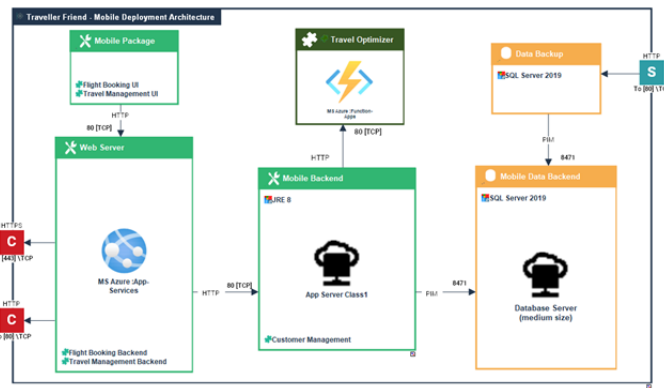 Traveller Friend - Mobile Deployment Architecture
Mobile Package
Flight Booking UI
Travel Management UI
HTTP
80 [TCP]
Web Server
MS Azure :App-
Services
Flight Booking Backend
Travel Management Backend
HTTPS
C
[443] \TCP
HTTP
C
[80] \TCP
HTTP
80 [TCP]
Travel Optimizer
MS Azure :Function-
Apps
80 [TCP]
HTTP
Mobile Backend
JRE 8
App Server Class1
Customer Management
PIM
8471
Data Backup
SQL Server 2019
HTTP
S
To [80] \TC
PIM
8471
Mobile Data Backend
SQL Server 2019
Database Server
(medium size)